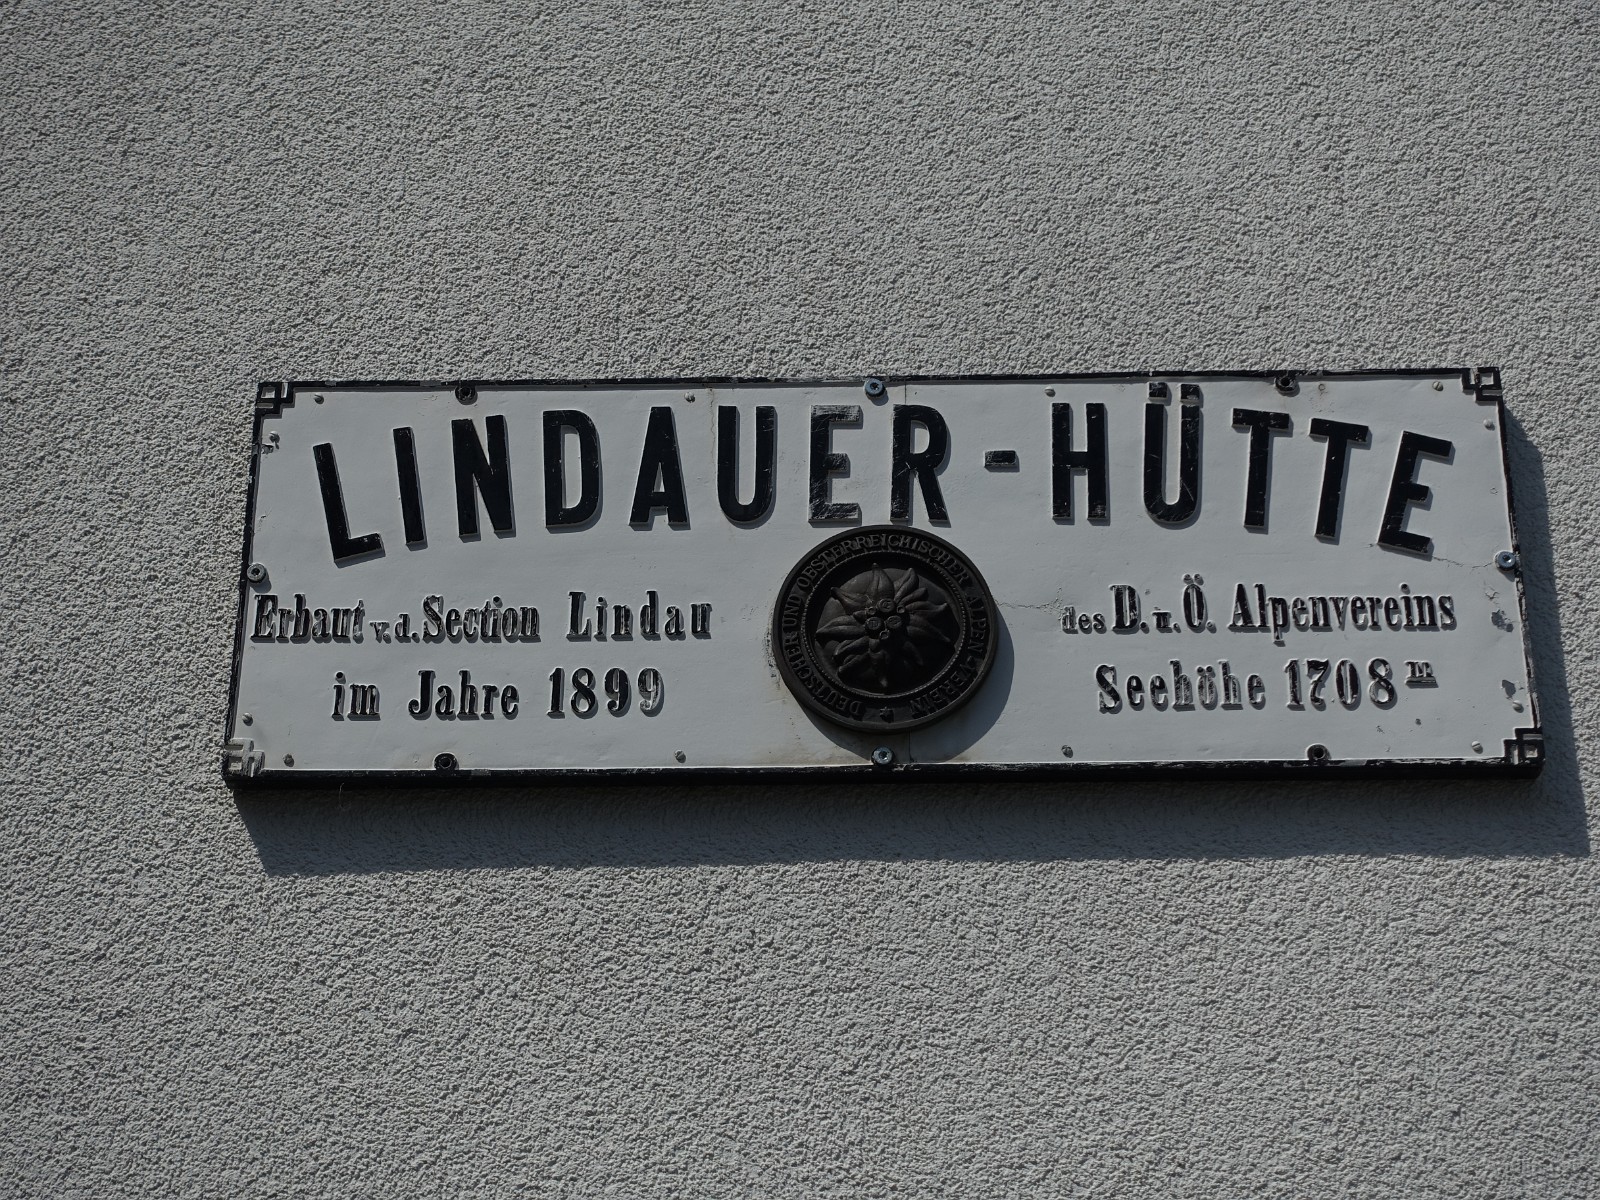 LINDAUER-HÜTTE
Erbaut v. d. Section Lindau
im Jahre 1899
DEUTSCHER UND OESTERREICHISCHER ALPENVEREIN
des D. u. Ö. Alpenvereins
Seehöhe 1708 m